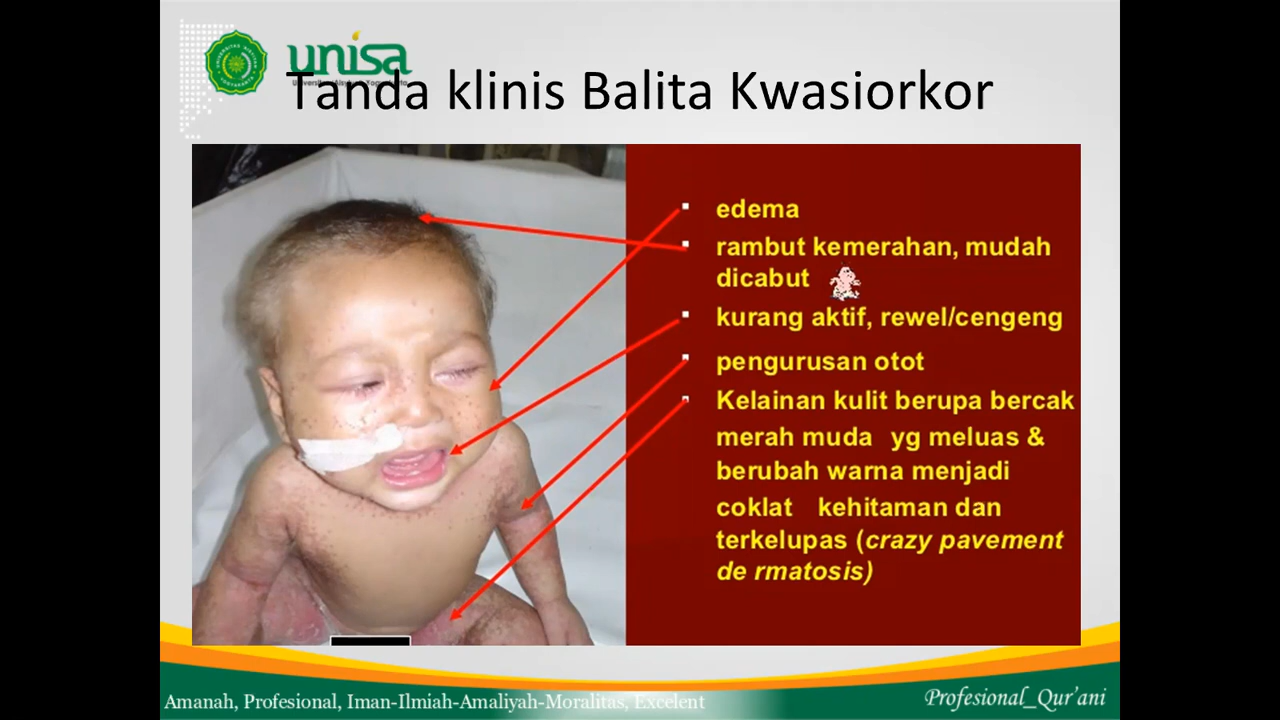 unisa
Tanda klinis Balita Kwasiorkor
edema
rambut kemerahan, mudah
dicabut
kurang aktif, rewel/cengeng
pengurusan otot
Kelainan kulit berupa bercak
merah muda yg meluas &
berubah warna menjadi
coklat kehitaman dan
terkelupas (crazy pavement
de rmatosis)
Amanah, Profesional, Iman-Ilmiah-Amaliyah-Moralitas, Excelent
Profesional_Qur'ani